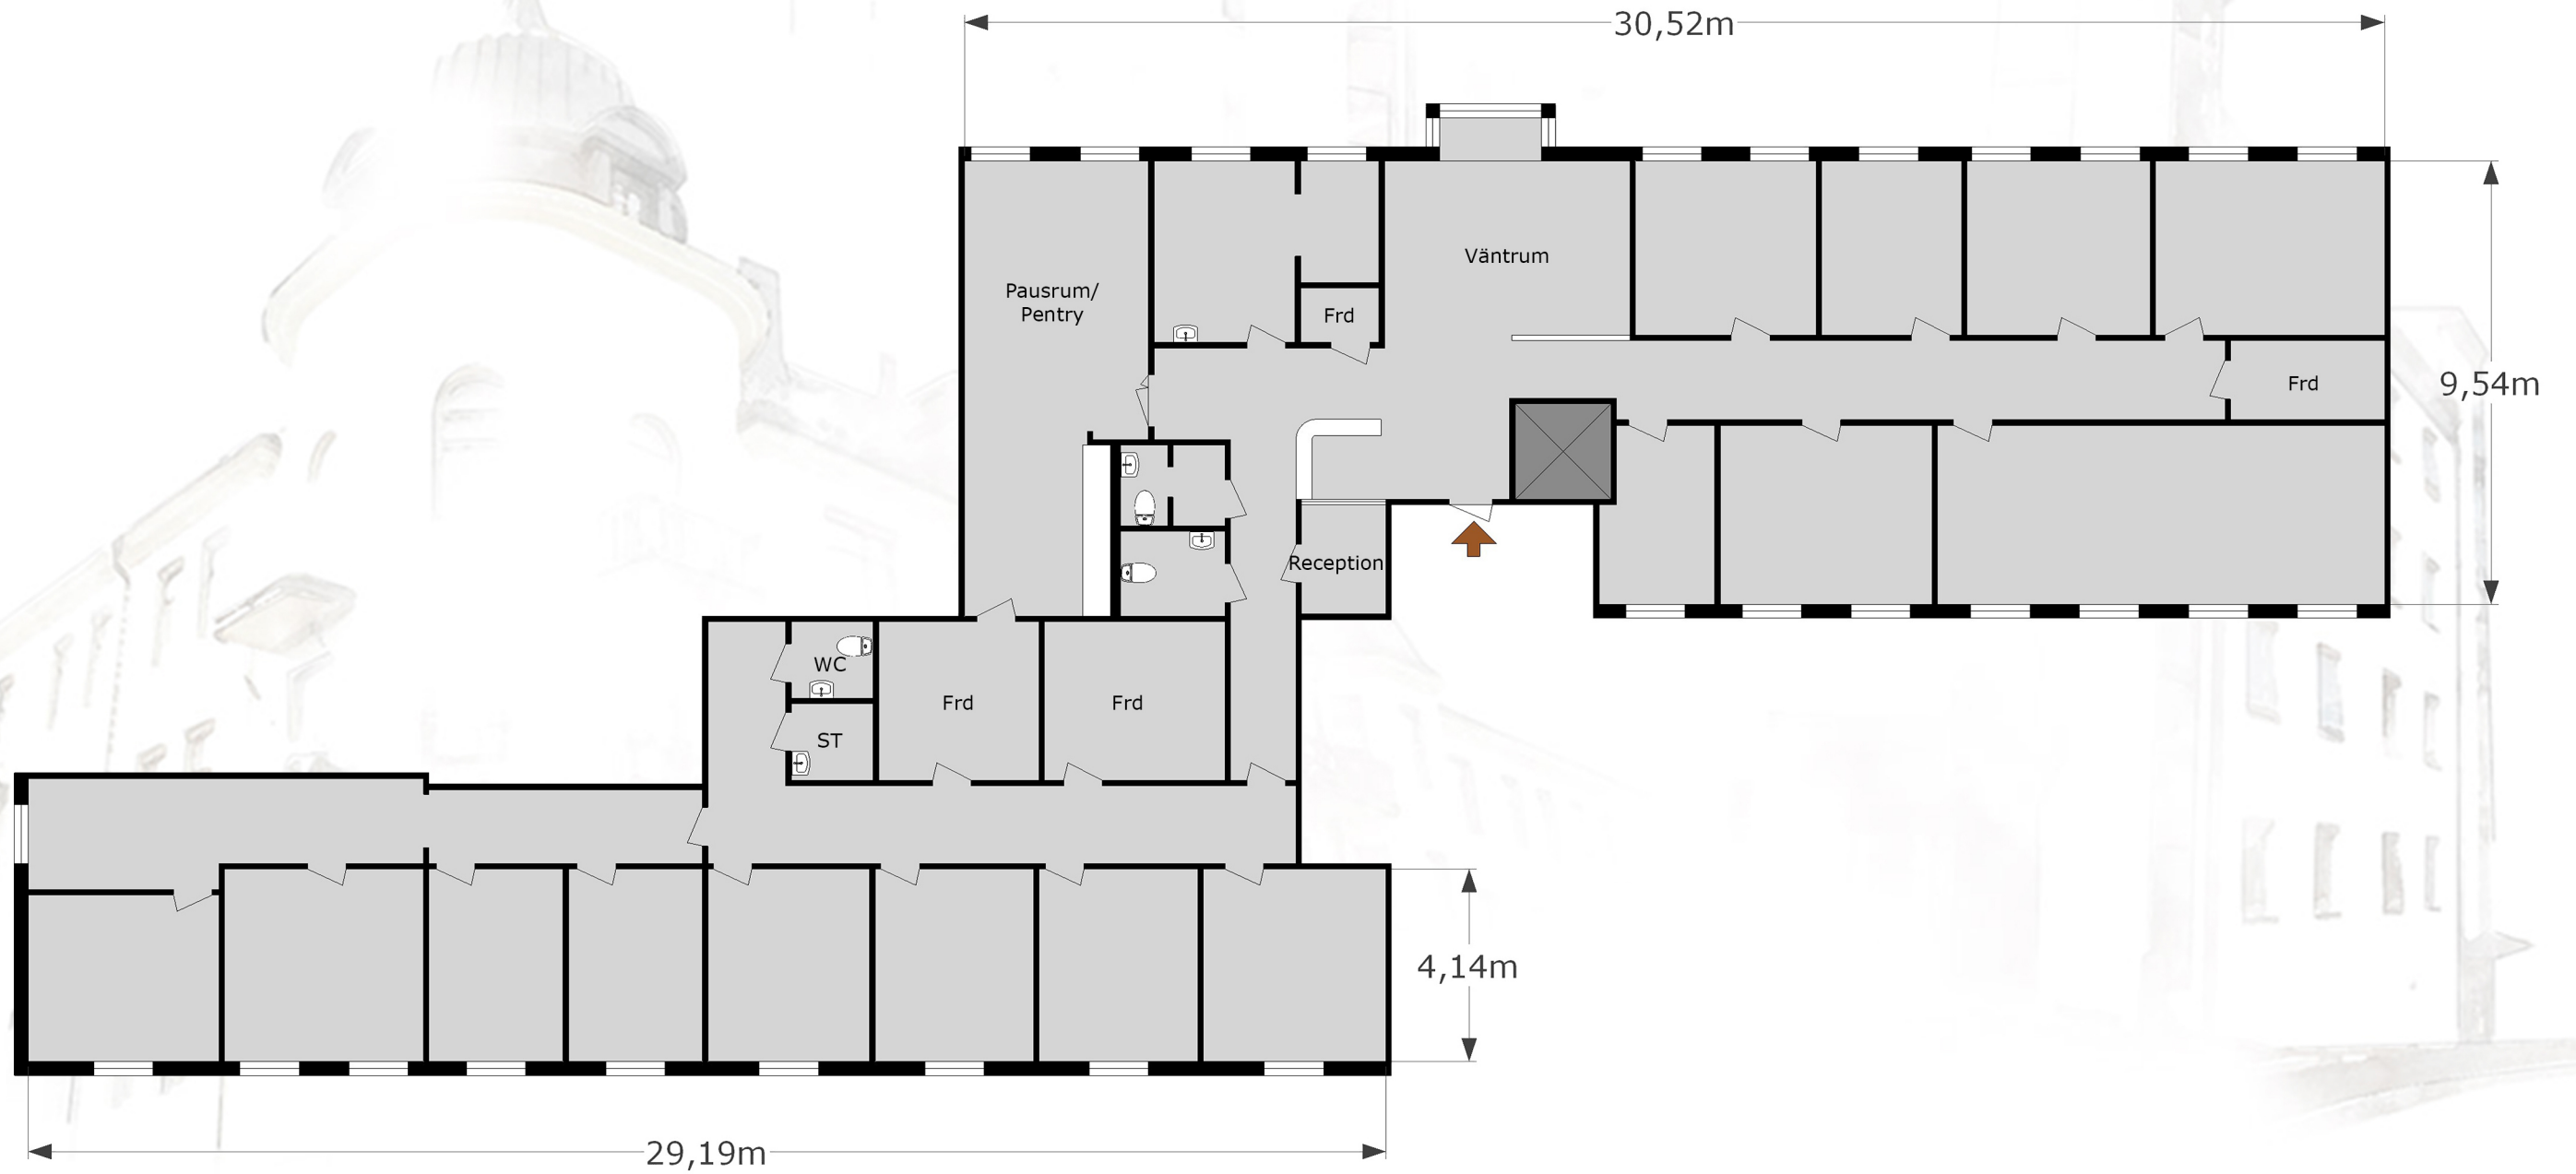 30,52m
Väntrum
Pausrum/
Pentry
Frd
Frd
9,54m
Reception
WC
Frd
Frd
ST
4,14m
29,19m